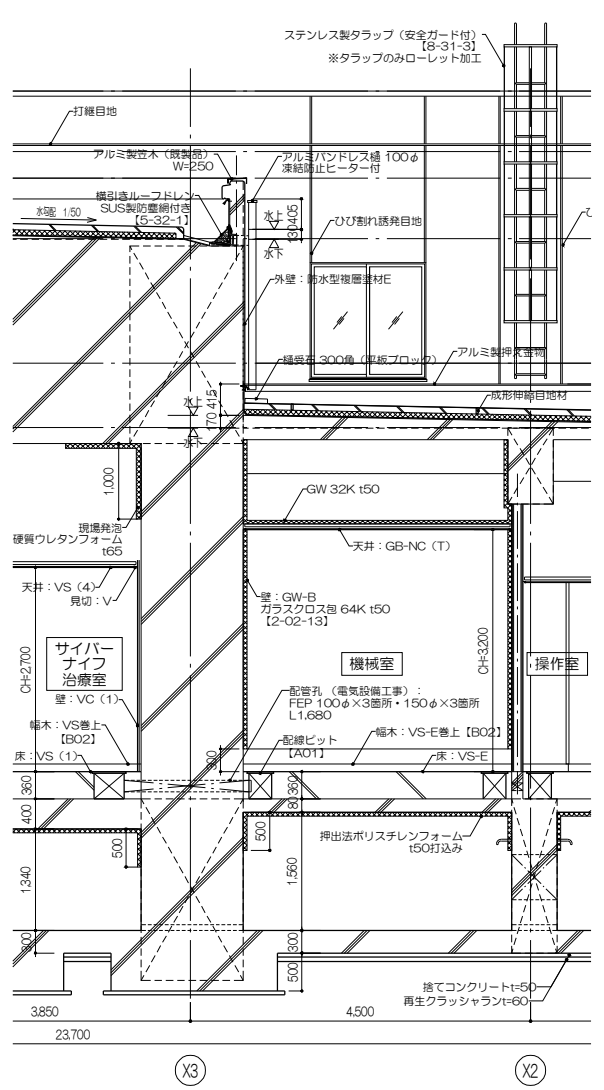 ステンレス製タラップ（安全ガード付）
【8-31-3】
※タラップのみローレット加工
打継目地
アルミ製笠木（既製品）
W=250
アルミバンドレス樋 100φ
凍結防止ヒーター付
横引きルーフドレン
SUS製防塵網付き
【5-32-1】
水勾配 1/50
水上
水下
405
130
ひび割れ誘発目地
ひ
外壁：防水型複層塗材E
樋受石 300角（平板ブロック）
アルミ製押え金物
成形伸縮目地材
水上
水下
415
170
1,000
GW 32K t50
現場発泡
硬質ウレタンフォーム
t65
天井：GB-NC（T）
天井：VS（4）
見切：V
壁：GW-B
ガラスクロス包 64K t50
【2-02-13】
サイバー
ナイフ
治療室
機械室
操作室
CH=2,700
CH=3,200
壁：VC（1）
配管孔 （電気設備工事）：
FEP 100φ×3箇所・150φ×3箇所
L1,680
幅木：VS巻上
【B02】
配線ピット
【A01】
幅木：VS-E巻上【B02】
床：VS（1）
300
床：VS-E
360
360
400
80
500
500
押出法ポリスチレンフォーム
t50打込み
1,340
1,560
300
300
500
捨てコンクリートt=50
再生クラッシャランt=60
3,850
4,500
23,700
X3
X2